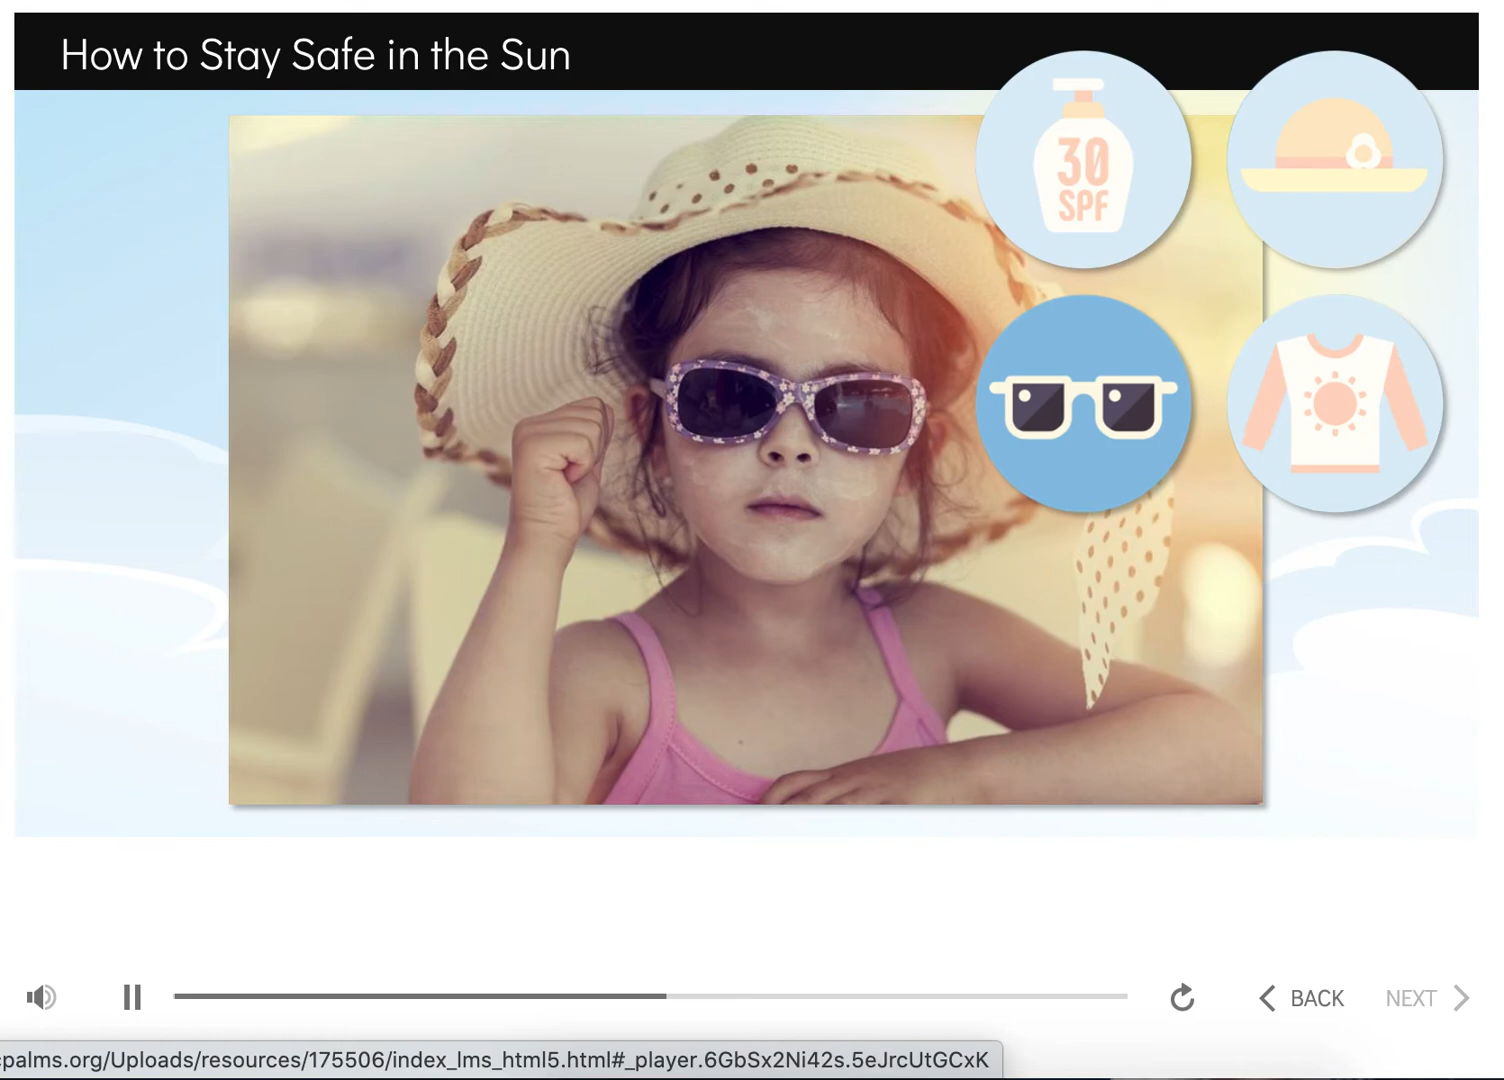 How to Stay Safe in the Sun
30
SPF
BACK
NEXT
cpalms.org/Uploads/resources/175506/index_lms_html5.html#_player.6GbSx2Ni42s.5eJrcUtGCxK